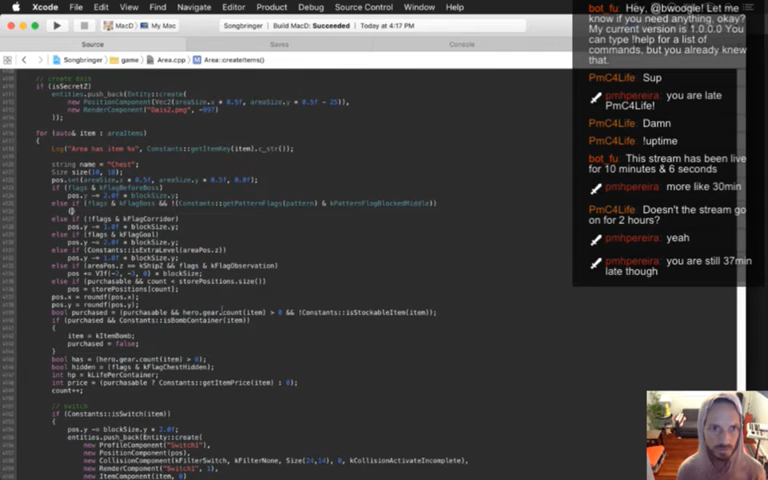 Xcode File Edit View Find Navigate Editor Product Debug Source Control Window Help
MacD My Mac
Songbringer Build MacD: Succeeded Today at 4:17 PM
Source
Saves
Console
Songbringer game Area.cpp Area::createItems()
// create dais
if (isSecretZ)
entities.push_back(Entity::create(
new PositionComponent(Vec2(areaSize.x * 0.5f, areaSize.y * 0.5f - 25)),
new RenderComponent("Dais2.png", -997)
));
for (auto& item : areaItems)
{
Log("Area has item %s", Constants::getItemKey(item).c_str());
string name = "Chest";
Size size(18, 18);
pos.set(areaSize.x * 0.5f, areaSize.y * 0.5f, 0.0f);
if (flags & kFlagBeforeBoss)
pos.y -= 2.0f * blockSize.y;
else if (flags & kFlagBoss && !(Constants::getPatternFlags(pattern) & kPatternFlagBlockedMiddle))
{}
else if (!flags & kFlagCorridor)
pos.y -= 1.0f * blockSize.y;
else if (flags & kFlagGoal)
pos.y -= 2.0f * blockSize.y;
else if (Constants::isExtraLevel(areaPos.z))
pos.y -= 1.0f * blockSize.y;
if (areaPos.z == kShipZ && flags & kFlagObservation)
pos += V3f(-2, -3, 0) * blockSize;
else if (purchasable && count < storePositions.size())
pos = storePositions[count];
pos.x = roundf(pos.x);
pos.y = roundf(pos.y);
bool purchased = (purchasable && hero.gear.count(item) > 0 && !Constants::isStockableItem(item));
if (purchased && Constants::isBombContainer(item))
{
item = kItemBomb;
purchased = false;
}
bool has = (hero.gear.count(item) > 0);
bool hidden = (flags & kFlagChestHidden);
int hp = kLifePerContainer;
int price = (purchasable ? Constants::getItemPrice(item) : 0);
count++;
// switch
if (Constants::isSwitch(item))
{
pos.y -= blockSize.y * 2.0f;
entities.push_back(Entity::create(
new ProfileComponent("Switch1"),
new PositionComponent(pos),
new CollisionComponent(kFilterSwitch, kFilterNone, Size(24,14), 0, kCollisionActivateIncomplete),
new RenderComponent("Switch1", 1),
new ItemComponent(item, 0)
bot_fu: Hey, @bwoogie! Let me
know if you need anything, okay?
My current version is 1.0.0.0 You
can type !help for a list of
commands, but you already knew
that.
PmC4Life: Sup
pmhpereira: you are late
PmC4Life!
PmC4Life: Damn
PmC4Life: !uptime
bot_fu: This stream has been live
for 10 minutes & 6 seconds
pmhpereira: more like 30min
PmC4Life: Doesn't the stream go
on for 2 hours?
pmhpereira: yeah
pmhpereira: you are still 37min
late though